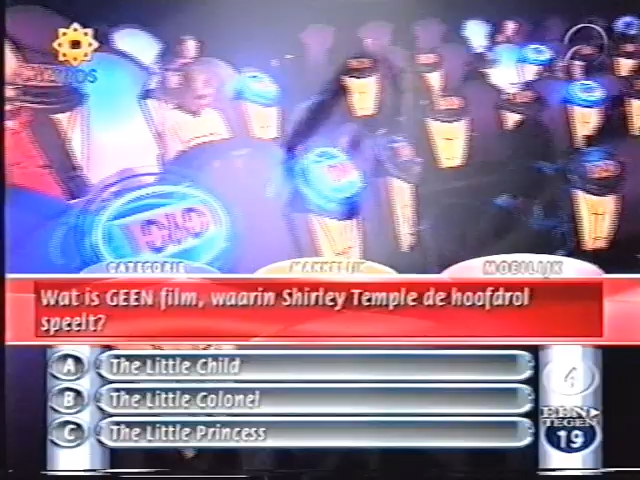 CATEGORIE
MAKKELIJK
MOEILIJK
Wat is GEEN film, waarin Shirley Temple de hoofdrol
speelt?
A The Little Child
B The Little Colonel
C The Little Princess
4
EEN
TEGEN
19